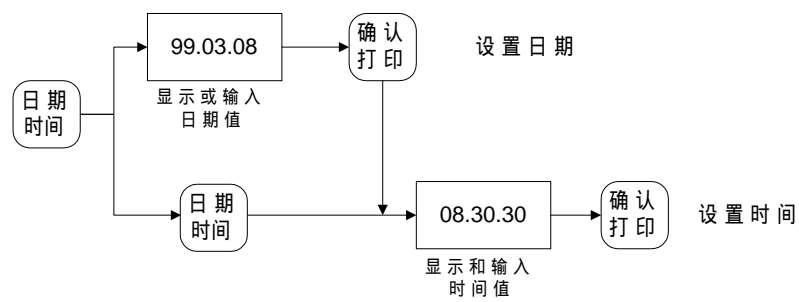 99.03.08
确认
打印
设置日期
日期
时间
显示或输入
日期值
日期
时间
08.30.30
确认
打印
设置时间
显示和输入
时间值